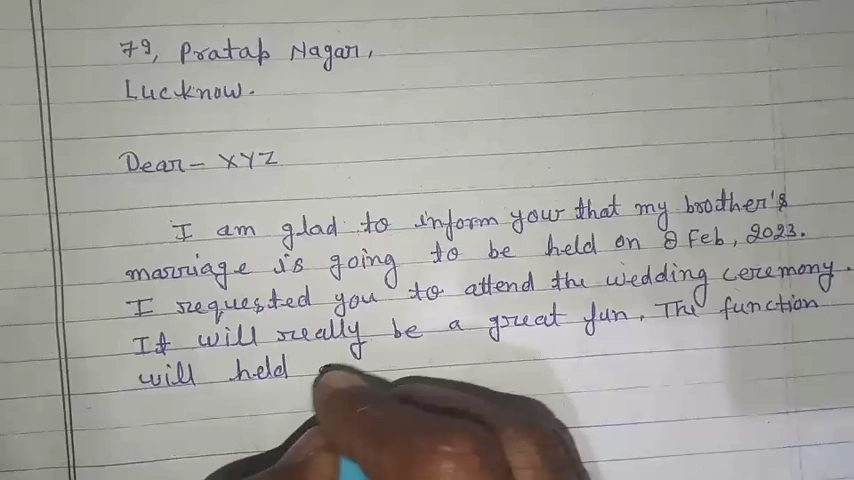 79, Pratap Nagar,
Lucknow.
Dear - XYZ
I am glad to inform your that my brother's
marriage is going to be held on 8 Feb, 2023.
I requested you to attend the wedding ceremony.
It will really be a great fun. The function
will held